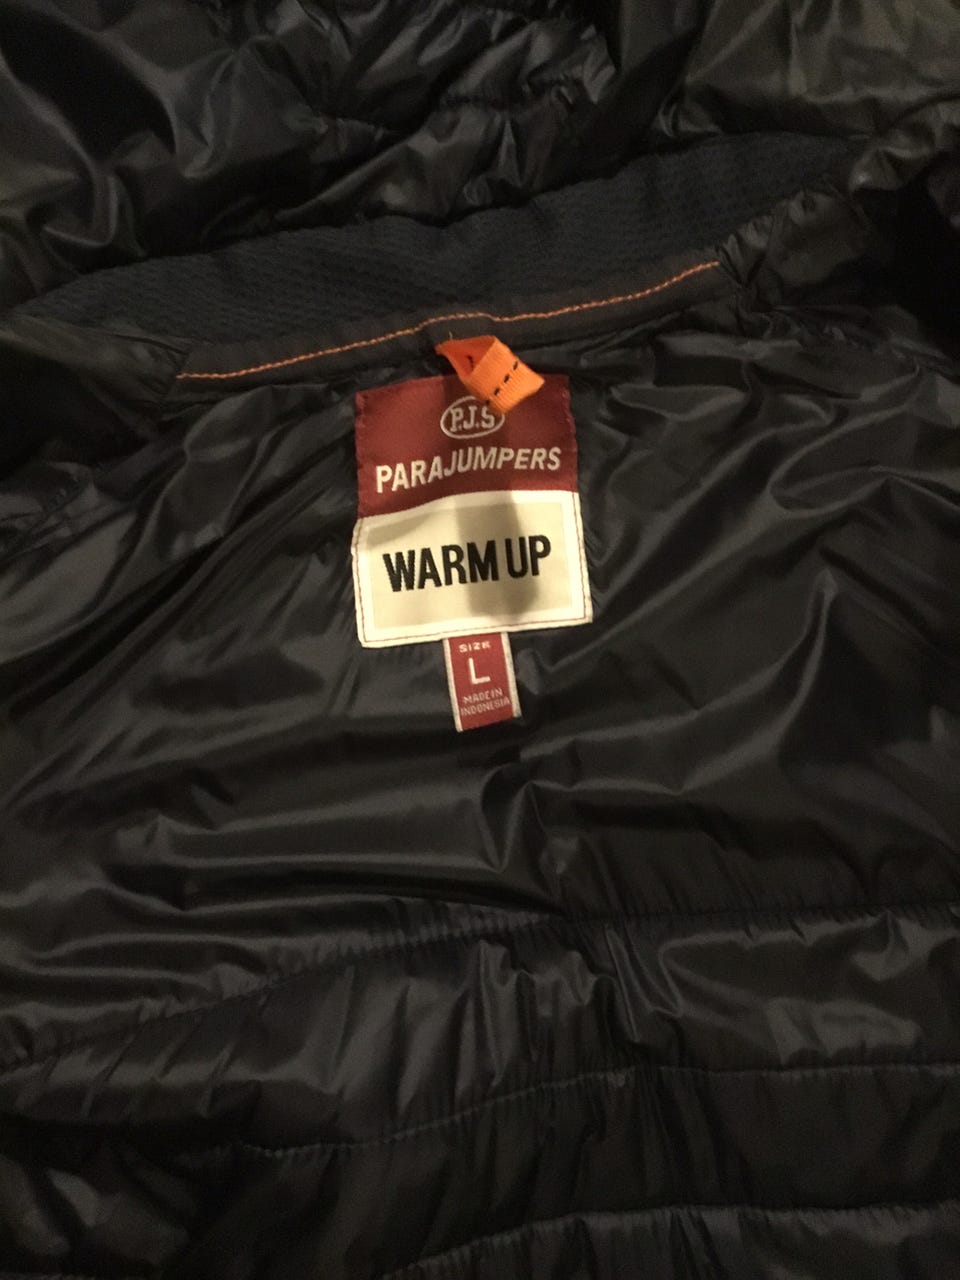 P.J.S
PARAJUMPERS
WARM UP
SIZE
L
MADE IN
INDONESIA